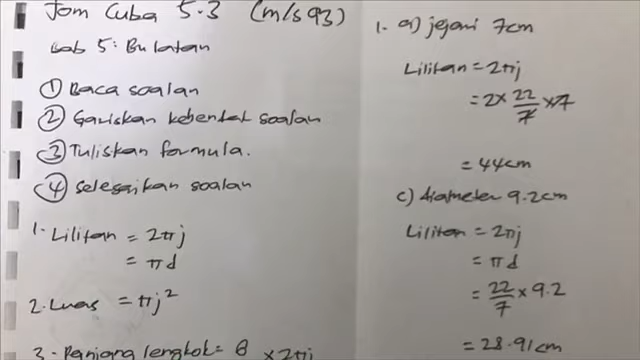 Jom Cuba 5.3 (m/s 93)
Bab 5: Bulatan
① Baca soalan
② Gariskan kehendak soalan
③ Tuliskan formula.
④ Selesaikan soalan
1. Lilitan = 2πj
= πd
2. Luas = πj²
3. Panjang lengkok = θ × 2πj
1. a) jejari 7cm
Lilitan = 2πj
= 2 × 22/7 × 7
= 44cm
c) diameter 9.2cm
Lilitan = 2πj
= πd
= 22/7 × 9.2
= 28.91cm